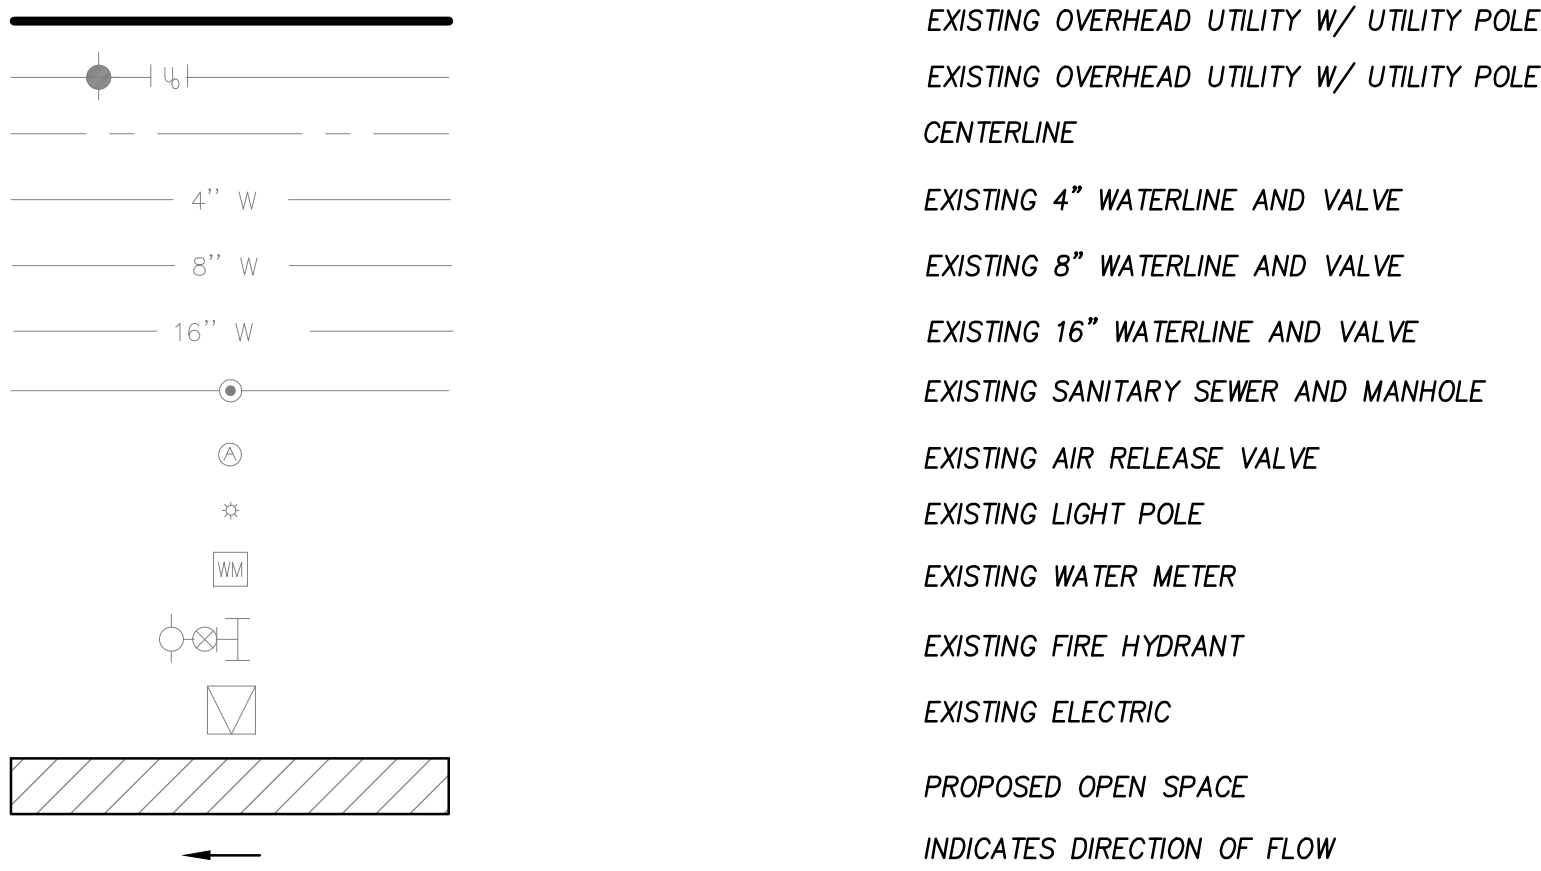 EXISTING OVERHEAD UTILITY W/ UTILITY POLE
U0 EXISTING OVERHEAD UTILITY W/ UTILITY POLE
CENTERLINE
4'' W EXISTING 4" WATERLINE AND VALVE
8'' W EXISTING 8" WATERLINE AND VALVE
16'' W EXISTING 16" WATERLINE AND VALVE
EXISTING SANITARY SEWER AND MANHOLE
A EXISTING AIR RELEASE VALVE
EXISTING LIGHT POLE
WM EXISTING WATER METER
EXISTING FIRE HYDRANT
EXISTING ELECTRIC
PROPOSED OPEN SPACE
INDICATES DIRECTION OF FLOW